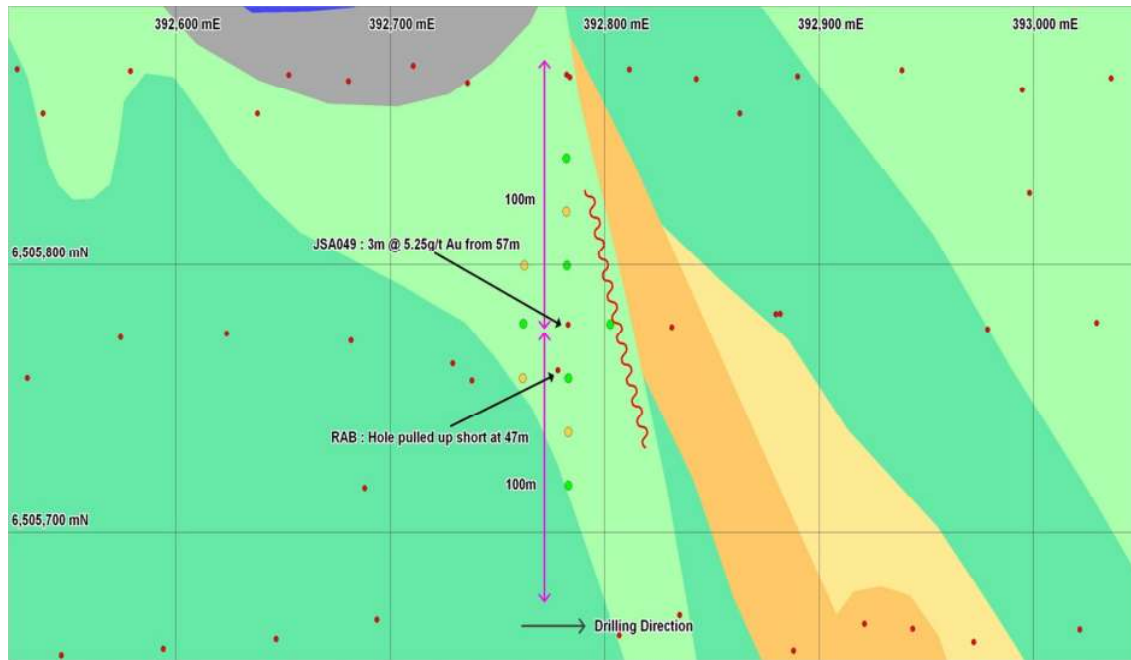 392,600 mE 392,700 mE 392,800 mE 392,900 mE 393,000 mE
100m
JSA049 : 3m @ 5.25g/t Au from 57m
6,505,800 mN
RAB : Hole pulled up short at 47m
100m
6,505,700 mN
Drilling Direction